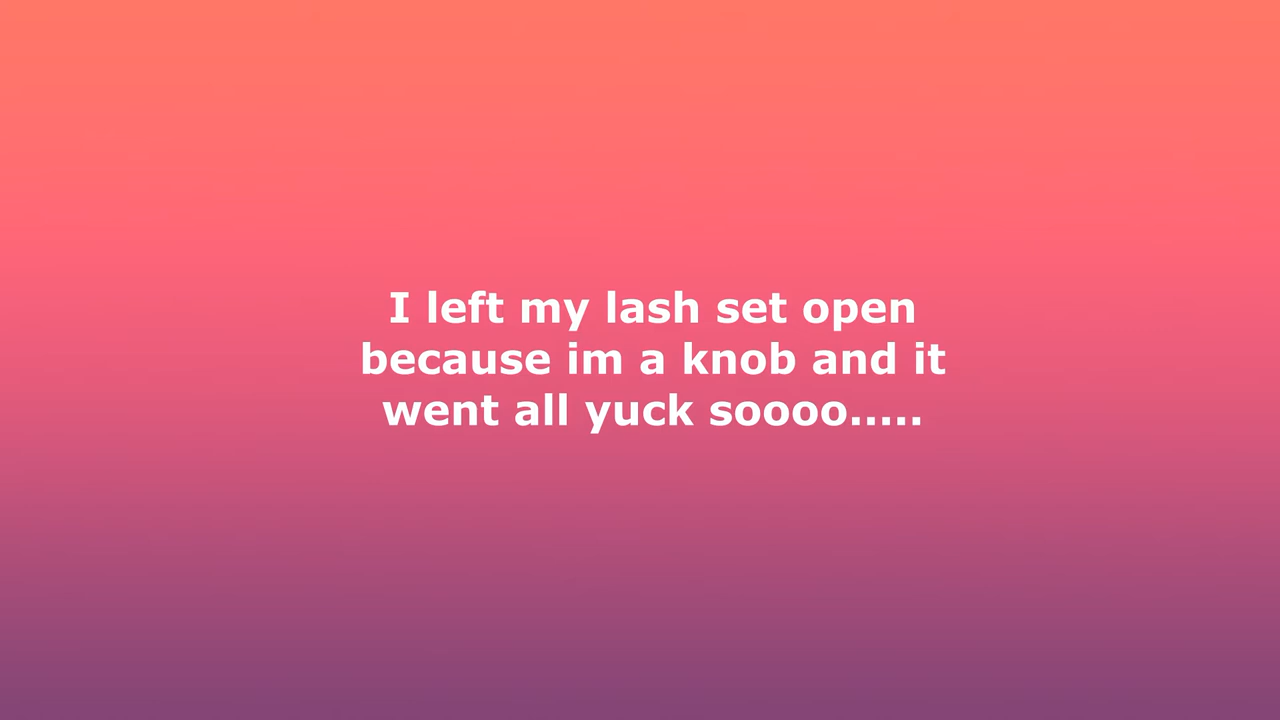 I left my lash set open
because im a knob and it
went all yuck soooo.....